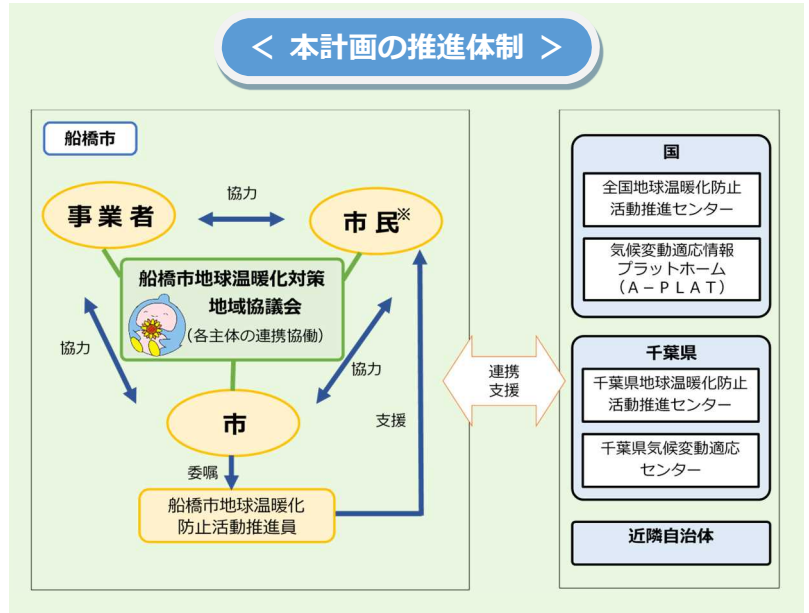 ＜ 本計画の推進体制 ＞
船橋市
事業者
協力
市民※
船橋市地球温暖化対策
地域協議会
（各主体の連携協働）
協力
協力
市
支援
委嘱
船橋市地球温暖化
防止活動推進員
連携
支援
国
全国地球温暖化防止
活動推進センター
気候変動適応情報
プラットホーム
（Ａ－ＰＬＡＴ）
千葉県
千葉県地球温暖化防止
活動推進センター
千葉県気候変動適応
センター
近隣自治体